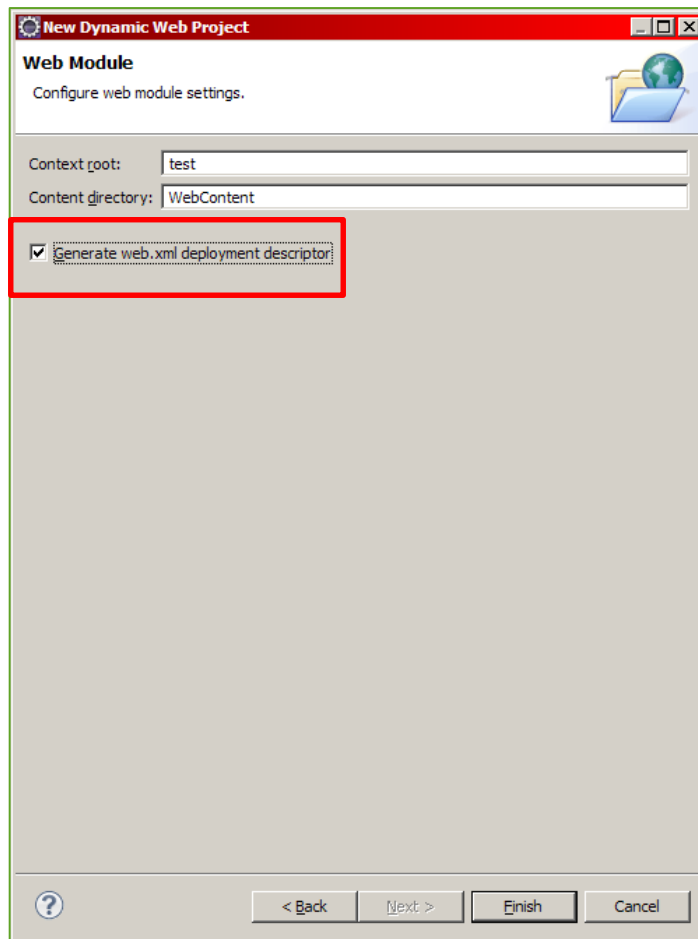 New Dynamic Web Project
Web Module
Configure web module settings.
Context root: test
Content directory: WebContent
Generate web.xml deployment descriptor
?
< Back Next > Finish Cancel